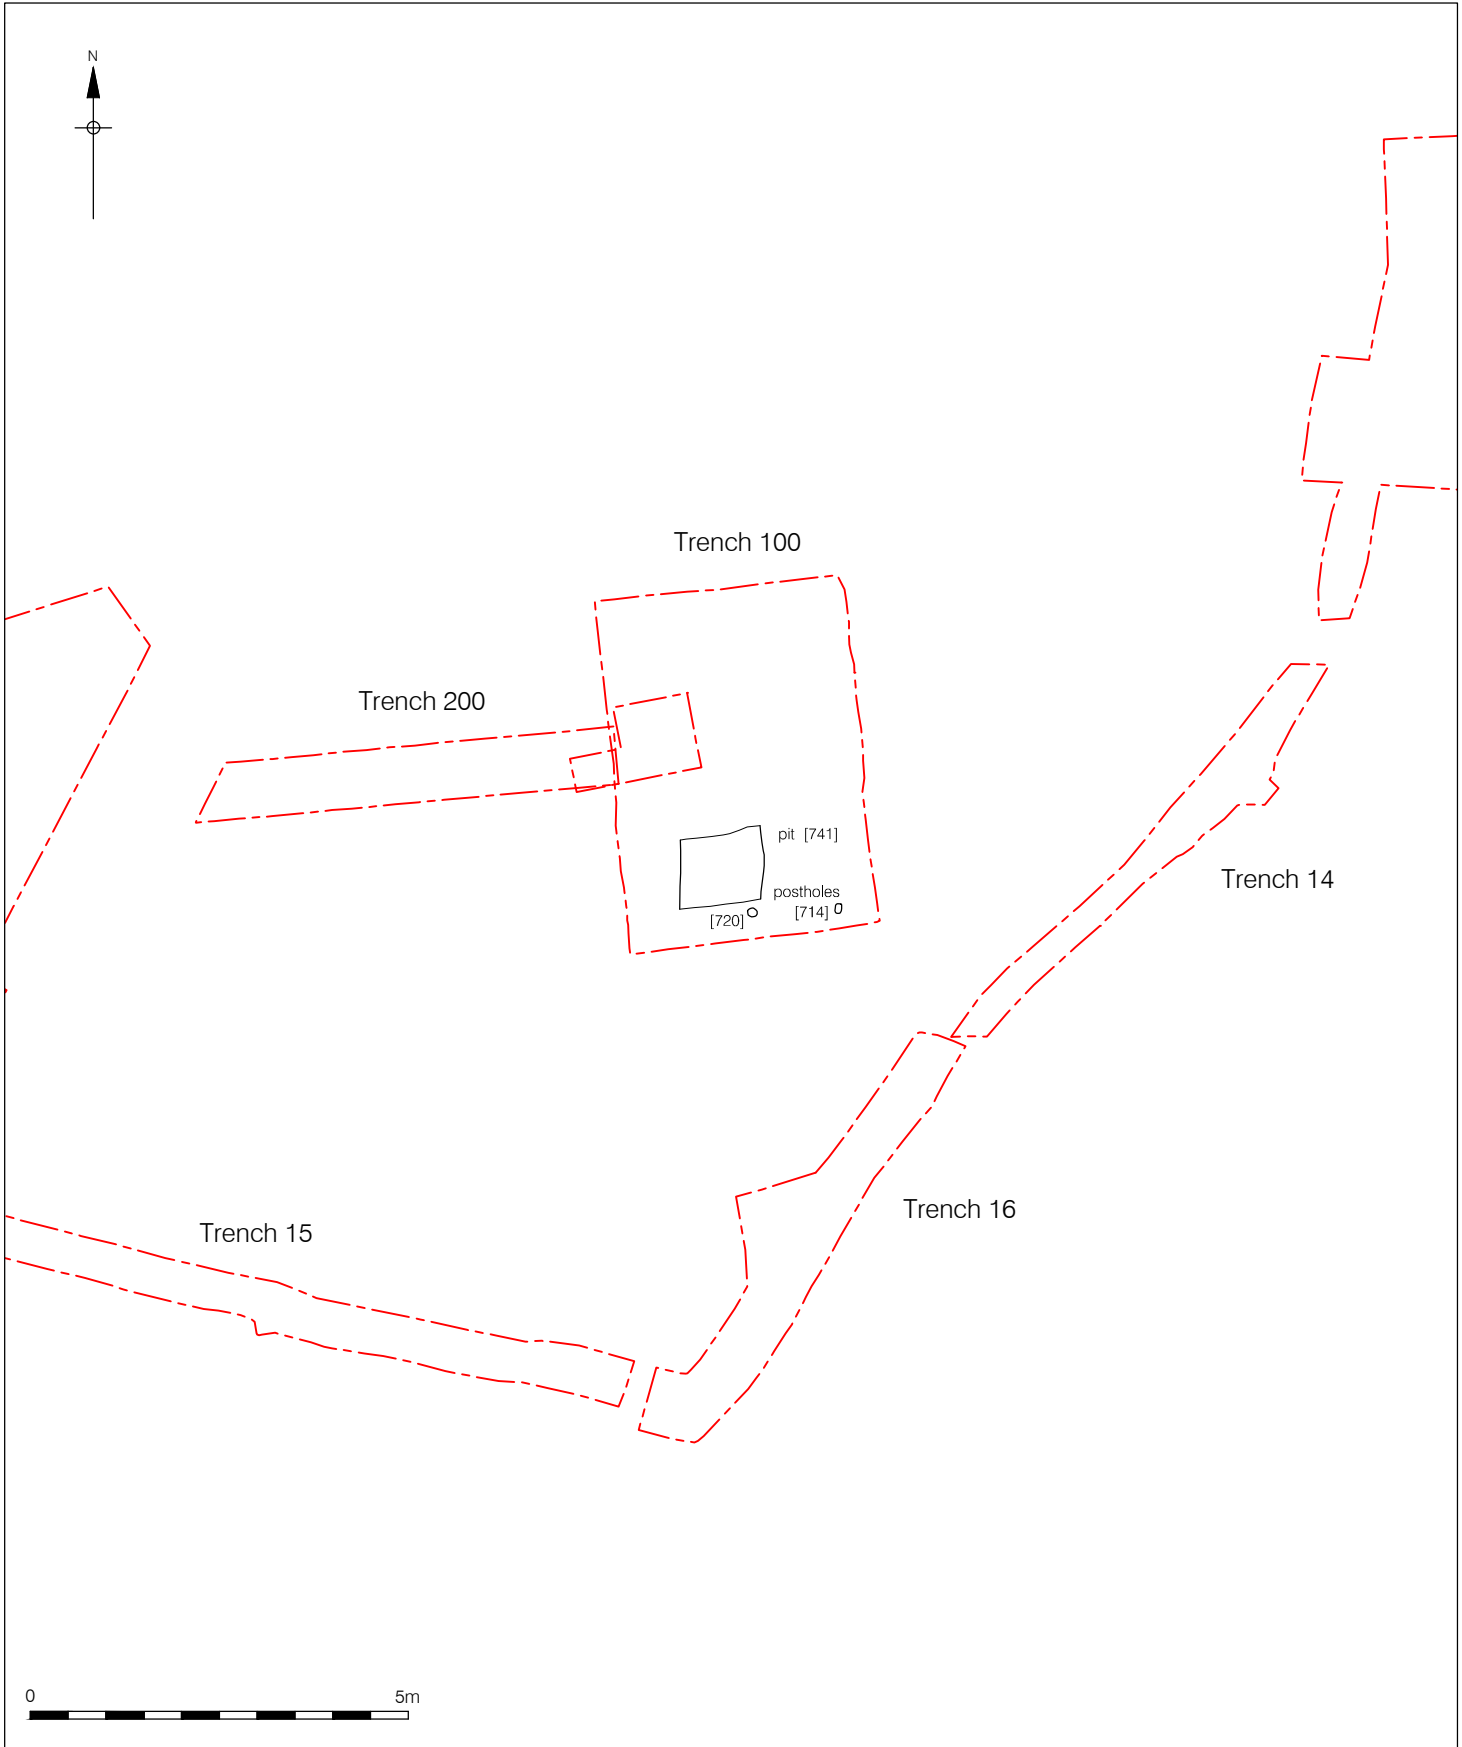 N
Trench 100
Trench 200
pit [741]
postholes
[714]
[720]
Trench 14
Trench 16
Trench 15
0 5m